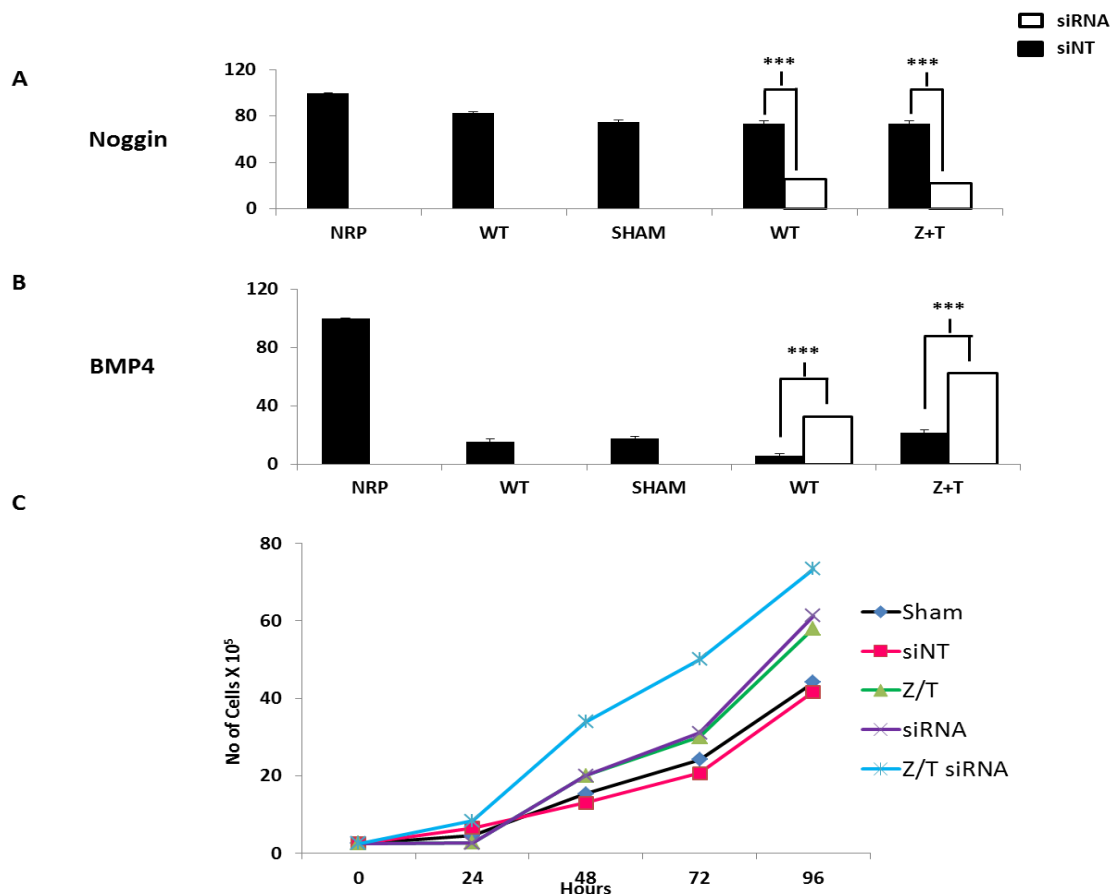 siRNA
siNT
A
Noggin
120
80
40
0
***
***
NRP WT SHAM WT Z+T
B
BMP4
120
80
40
0
***
***
NRP WT SHAM WT Z+T
C
No of Cells X 10⁵
80
60
40
20
0
0 24 48 72 96
Hours
Sham
siNT
Z/T
siRNA
Z/T siRNA